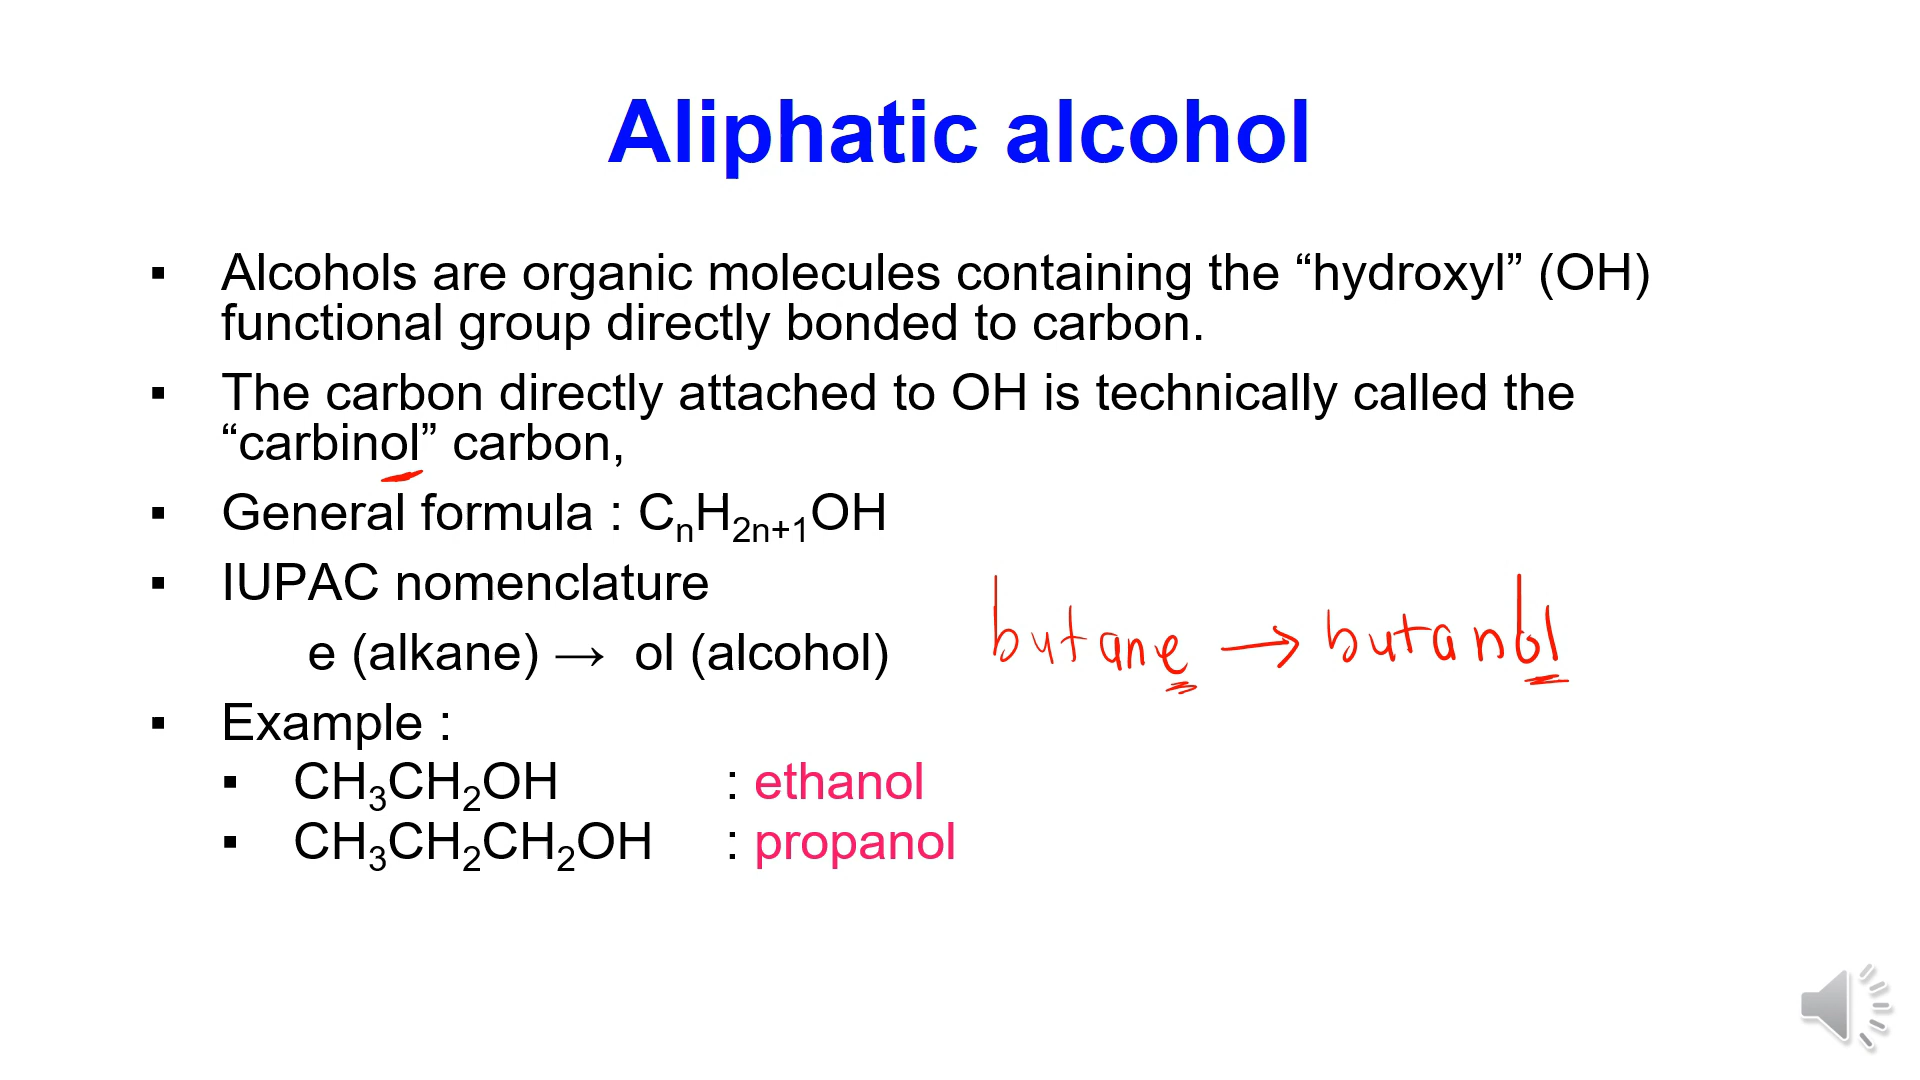 Aliphatic alcohol
▪ Alcohols are organic molecules containing the “hydroxyl” (OH)
functional group directly bonded to carbon.
▪ The carbon directly attached to OH is technically called the
“carbinol” carbon,
▪ General formula : CₙH₂ₙ₊₁OH
▪ IUPAC nomenclature
e (alkane) → ol (alcohol)
butane → butanol
▪ Example :
▪ CH₃CH₂OH : ethanol
▪ CH₃CH₂CH₂OH : propanol